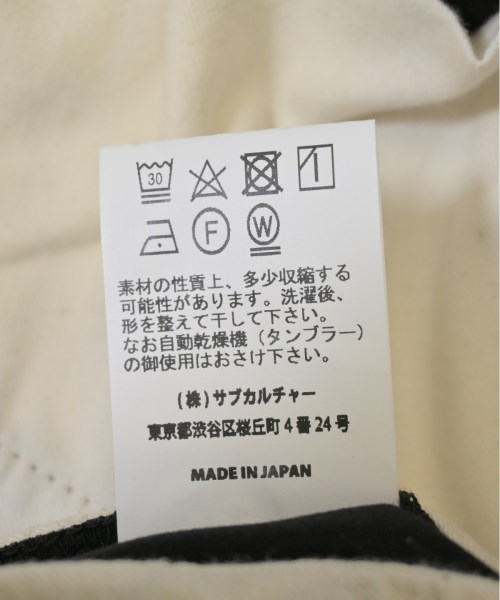 30
F W
素材の性質上、多少収縮する
可能性があります。洗濯後、
形を整えて干して下さい。
なお自動乾燥機（タンブラー）
の御使用はおさけ下さい。
(株)サブカルチャー
東京都渋谷区桜丘町4番24号
MADE IN JAPAN